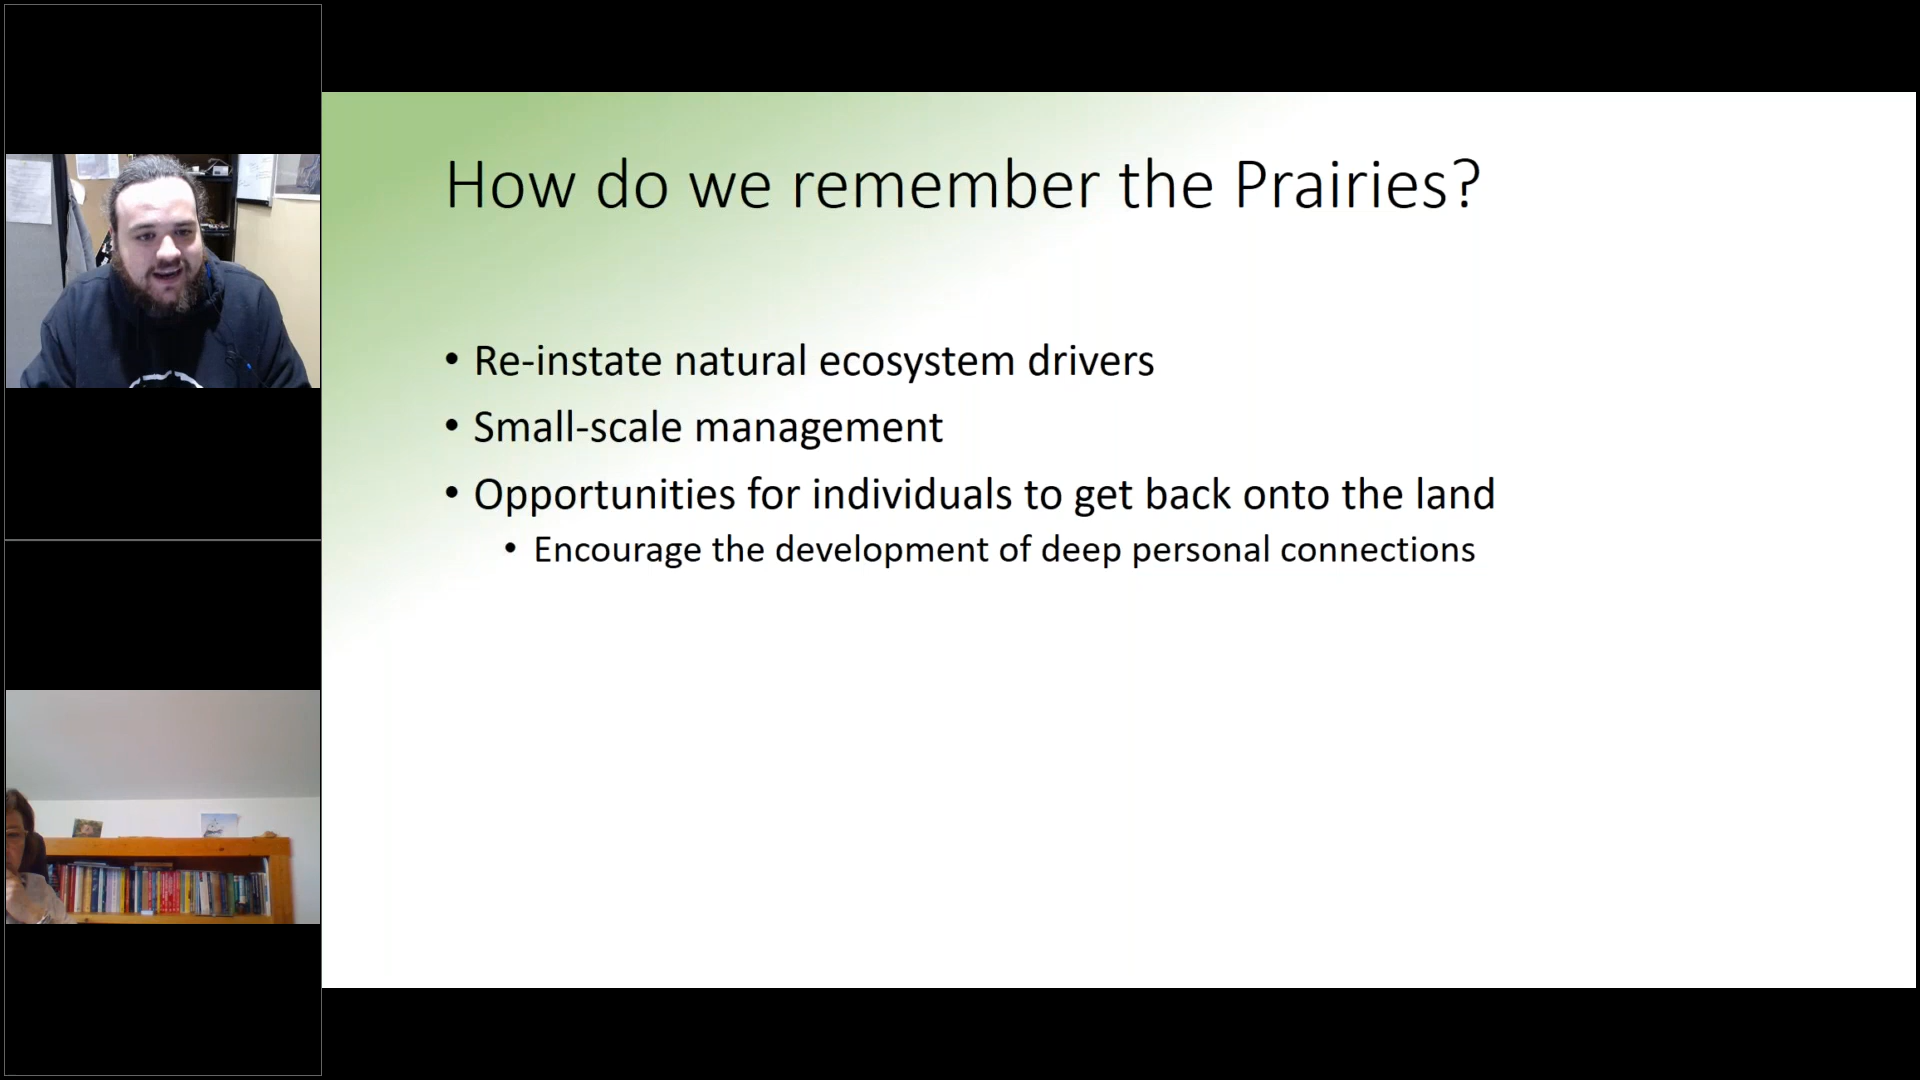 How do we remember the Prairies?
• Re-instate natural ecosystem drivers
• Small-scale management
• Opportunities for individuals to get back onto the land
• Encourage the development of deep personal connections